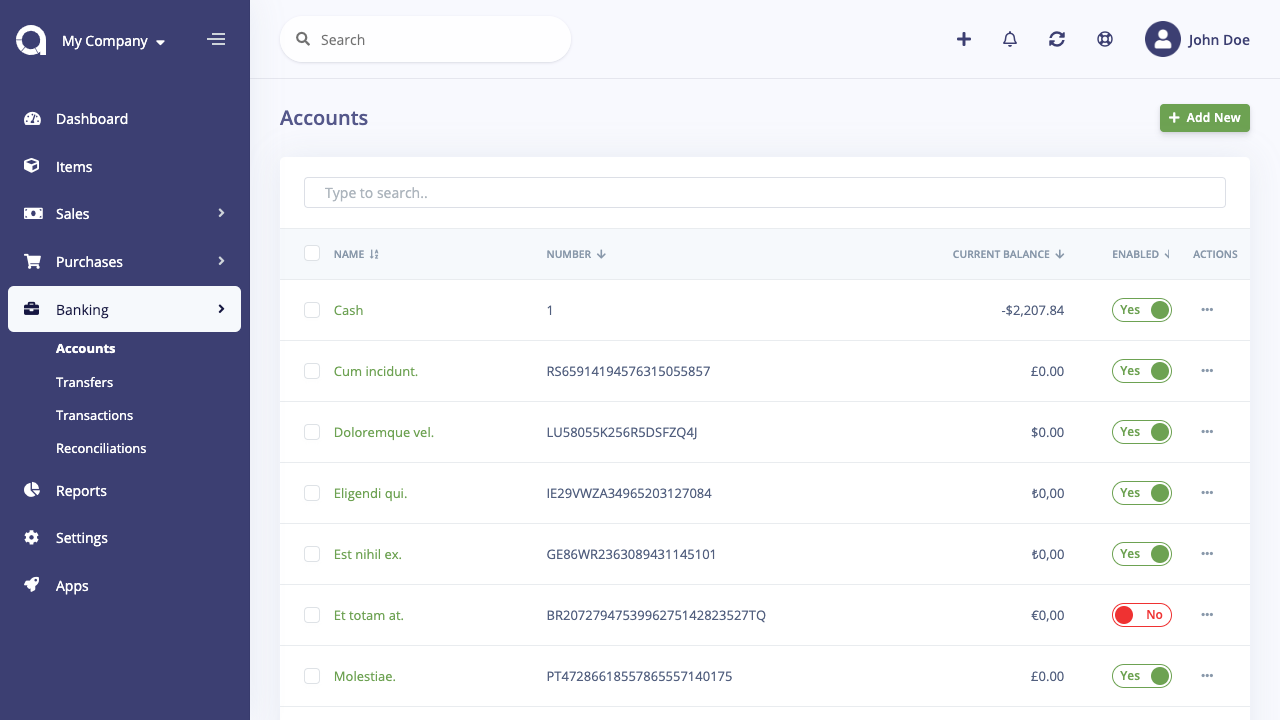 My Company
Search
John Doe
Dashboard
Items
Sales
Purchases
Banking
Accounts
Transfers
Transactions
Reconciliations
Reports
Settings
Apps
Accounts
Add New
Type to search..
NAME NUMBER CURRENT BALANCE ENABLED ACTIONS
Cash 1 -$2,207.84 Yes
Cum incidunt. RS65914194576315055857 £0.00 Yes
Doloremque vel. LU58055K256R5DSFZQ4J $0.00 Yes
Eligendi qui. IE29VWZA34965203127084 ₺0,00 Yes
Est nihil ex. GE86WR2363089431145101 ₺0,00 Yes
Et totam at. BR2072794753996275142823527TQ €0,00 No
Molestiae. PT47286618557865557140175 £0.00 Yes